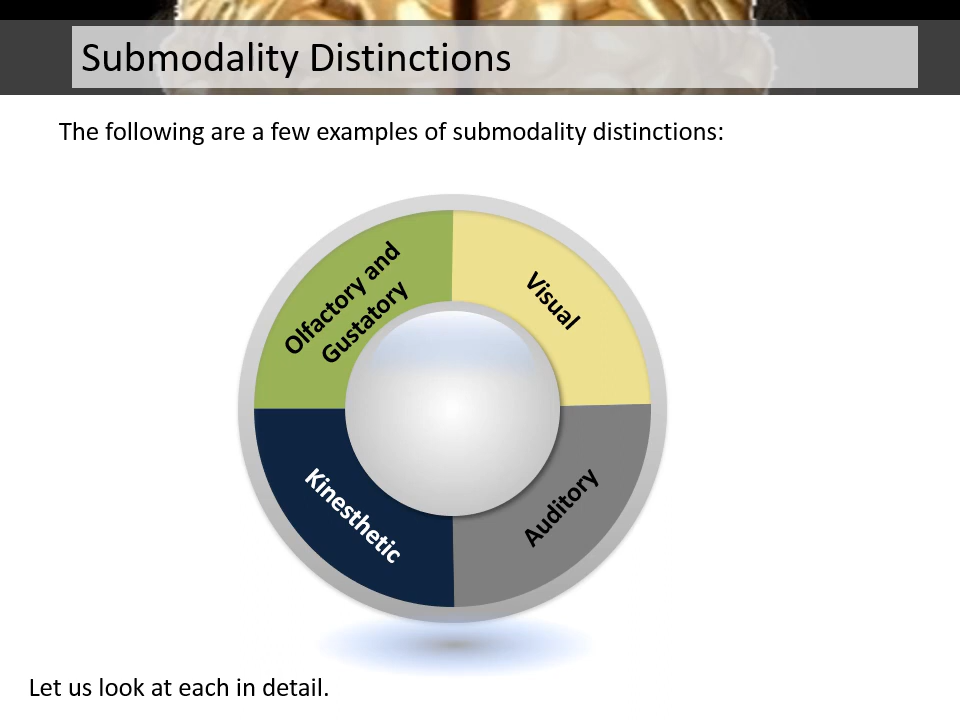 Submodality Distinctions
The following are a few examples of submodality distinctions:
Olfactory and
Gustatory
Visual
Kinesthetic
Auditory
Let us look at each in detail.